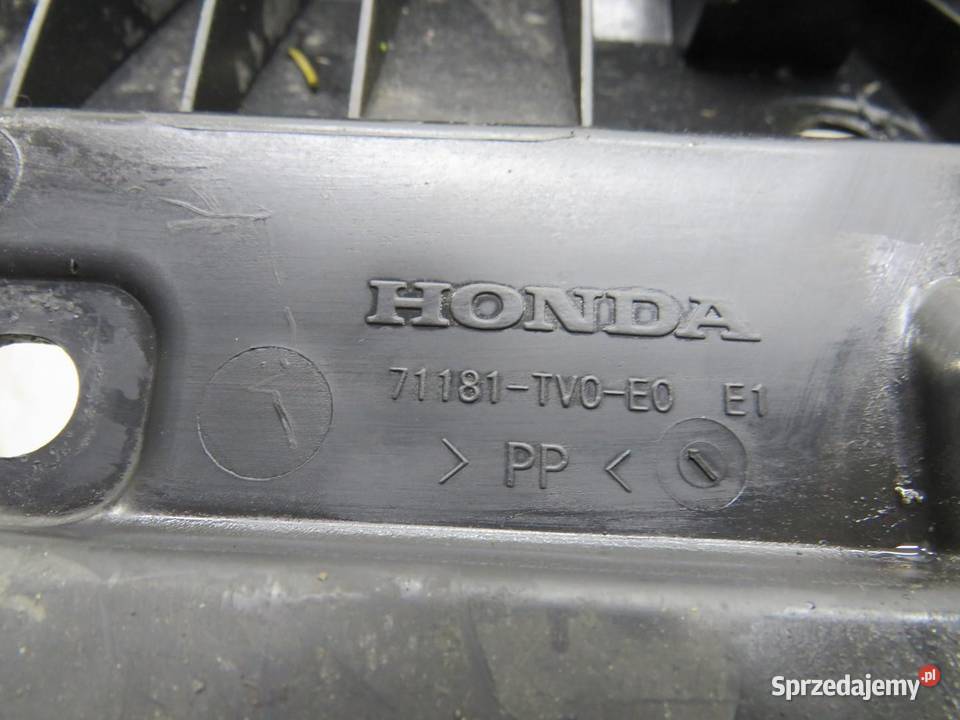 HONDA
71181-TV0-E0 E1
> PP <
Sprzedajemy.pl